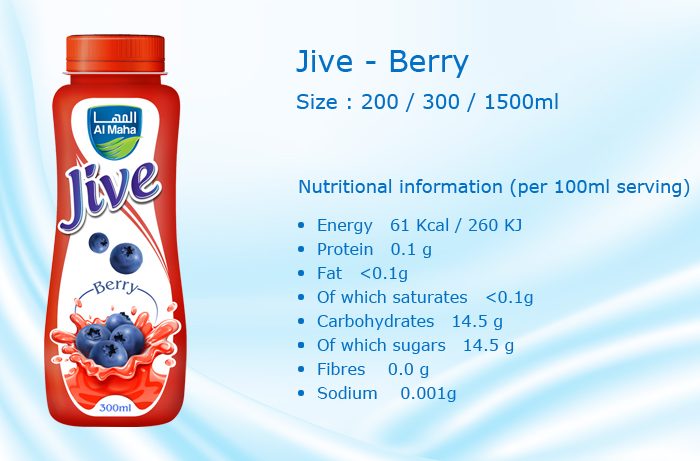 المها
Al Maha
Jive
Berry
300ml
Jive - Berry
Size : 200 / 300 / 1500ml
Nutritional information (per 100ml serving)
• Energy 61 Kcal / 260 KJ
• Protein 0.1 g
• Fat <0.1g
• Of which saturates <0.1g
• Carbohydrates 14.5 g
• Of which sugars 14.5 g
• Fibres 0.0 g
• Sodium 0.001g